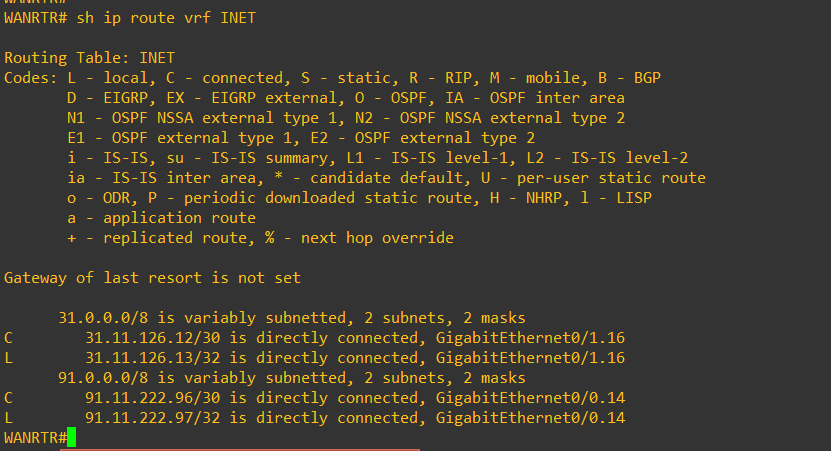 WANRTR# sh ip route vrf INET
Routing Table: INET
Codes: L - local, C - connected, S - static, R - RIP, M - mobile, B - BGP
D - EIGRP, EX - EIGRP external, O - OSPF, IA - OSPF inter area
N1 - OSPF NSSA external type 1, N2 - OSPF NSSA external type 2
E1 - OSPF external type 1, E2 - OSPF external type 2
i - IS-IS, su - IS-IS summary, L1 - IS-IS level-1, L2 - IS-IS level-2
ia - IS-IS inter area, * - candidate default, U - per-user static route
o - ODR, P - periodic downloaded static route, H - NHRP, l - LISP
a - application route
+ - replicated route, % - next hop override
Gateway of last resort is not set
31.0.0.0/8 is variably subnetted, 2 subnets, 2 masks
C 31.11.126.12/30 is directly connected, GigabitEthernet0/1.16
L 31.11.126.13/32 is directly connected, GigabitEthernet0/1.16
91.0.0.0/8 is variably subnetted, 2 subnets, 2 masks
C 91.11.222.96/30 is directly connected, GigabitEthernet0/0.14
L 91.11.222.97/32 is directly connected, GigabitEthernet0/0.14
WANRTR#